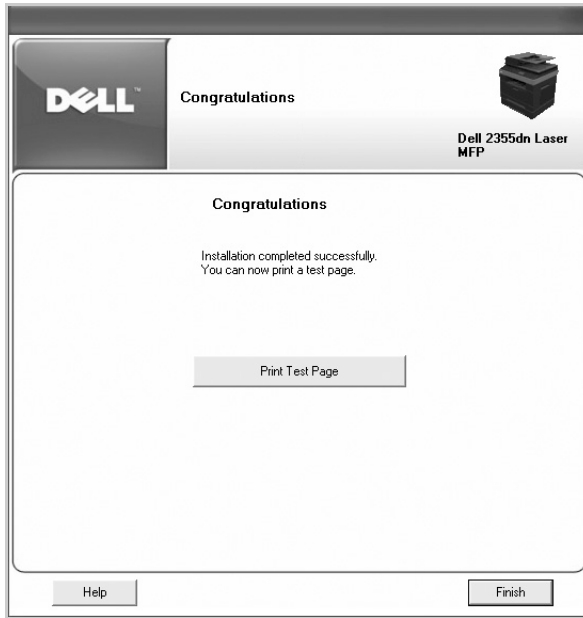 DELL™
Congratulations
Dell 2355dn Laser
MFP
Congratulations
Installation completed successfully.
You can now print a test page.
Print Test Page
Help
Finish